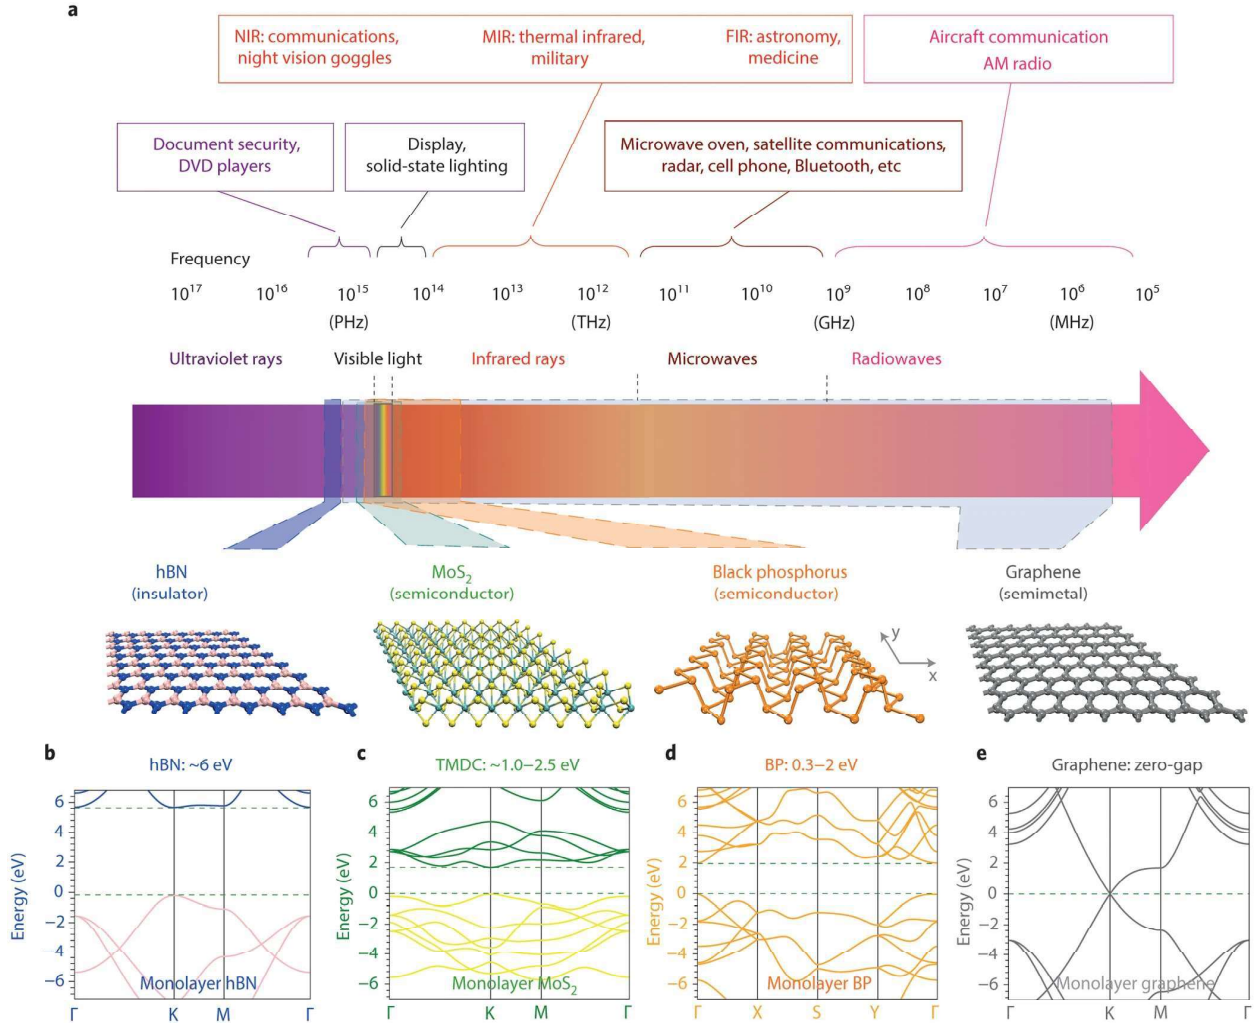 a
NIR: communications,
night vision goggles
MIR: thermal infrared,
military
FIR: astronomy,
medicine
Aircraft communication
AM radio
Document security,
DVD players
Display,
solid-state lighting
Microwave oven, satellite communications,
radar, cell phone, Bluetooth, etc
Frequency
10¹⁷ 10¹⁶ 10¹⁵ 10¹⁴ 10¹³ 10¹² 10¹¹ 10¹⁰ 10⁹ 10⁸ 10⁷ 10⁶ 10⁵
(PHz) (THz) (GHz) (MHz)
Ultraviolet rays Visible light Infrared rays Microwaves Radiowaves
hBN
(insulator)
MoS₂
(semiconductor)
Black phosphorus
(semiconductor)
Graphene
(semimetal)
y
x
b
hBN: ~6 eV
Energy (eV)
6
4
2
0
−2
−4
−6
Monolayer hBN
Γ K M Γ
c
TMDC: ~1.0−2.5 eV
Energy (eV)
6
4
2
0
−2
−4
−6
Monolayer MoS₂
Γ K M Γ
d
BP: 0.3−2 eV
Energy (eV)
6
4
2
0
−2
−4
−6
Monolayer BP
Γ X S Y Γ
e
Graphene: zero-gap
Energy (eV)
6
4
2
0
−2
−4
−6
Monolayer graphene
Γ K M Γ